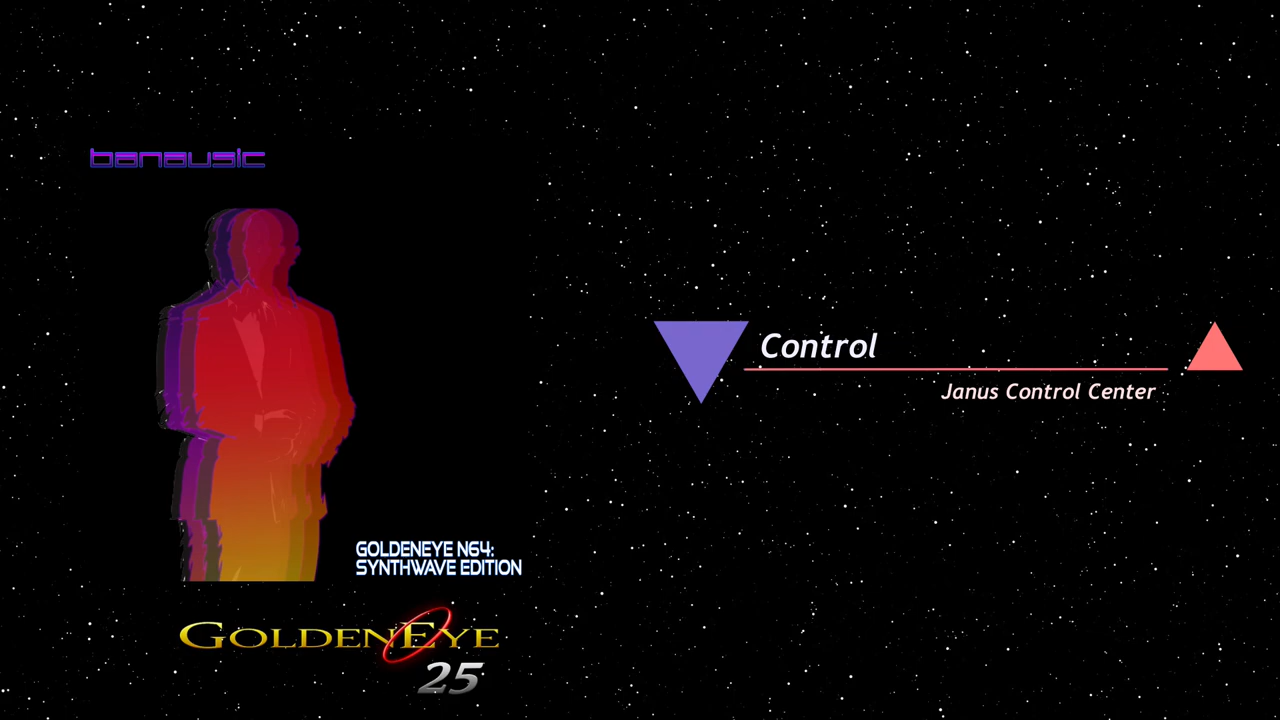 banausic
Control
Janus Control Center
GOLDENEYE N64:
SYNTHWAVE EDITION
GOLDENEYE
25